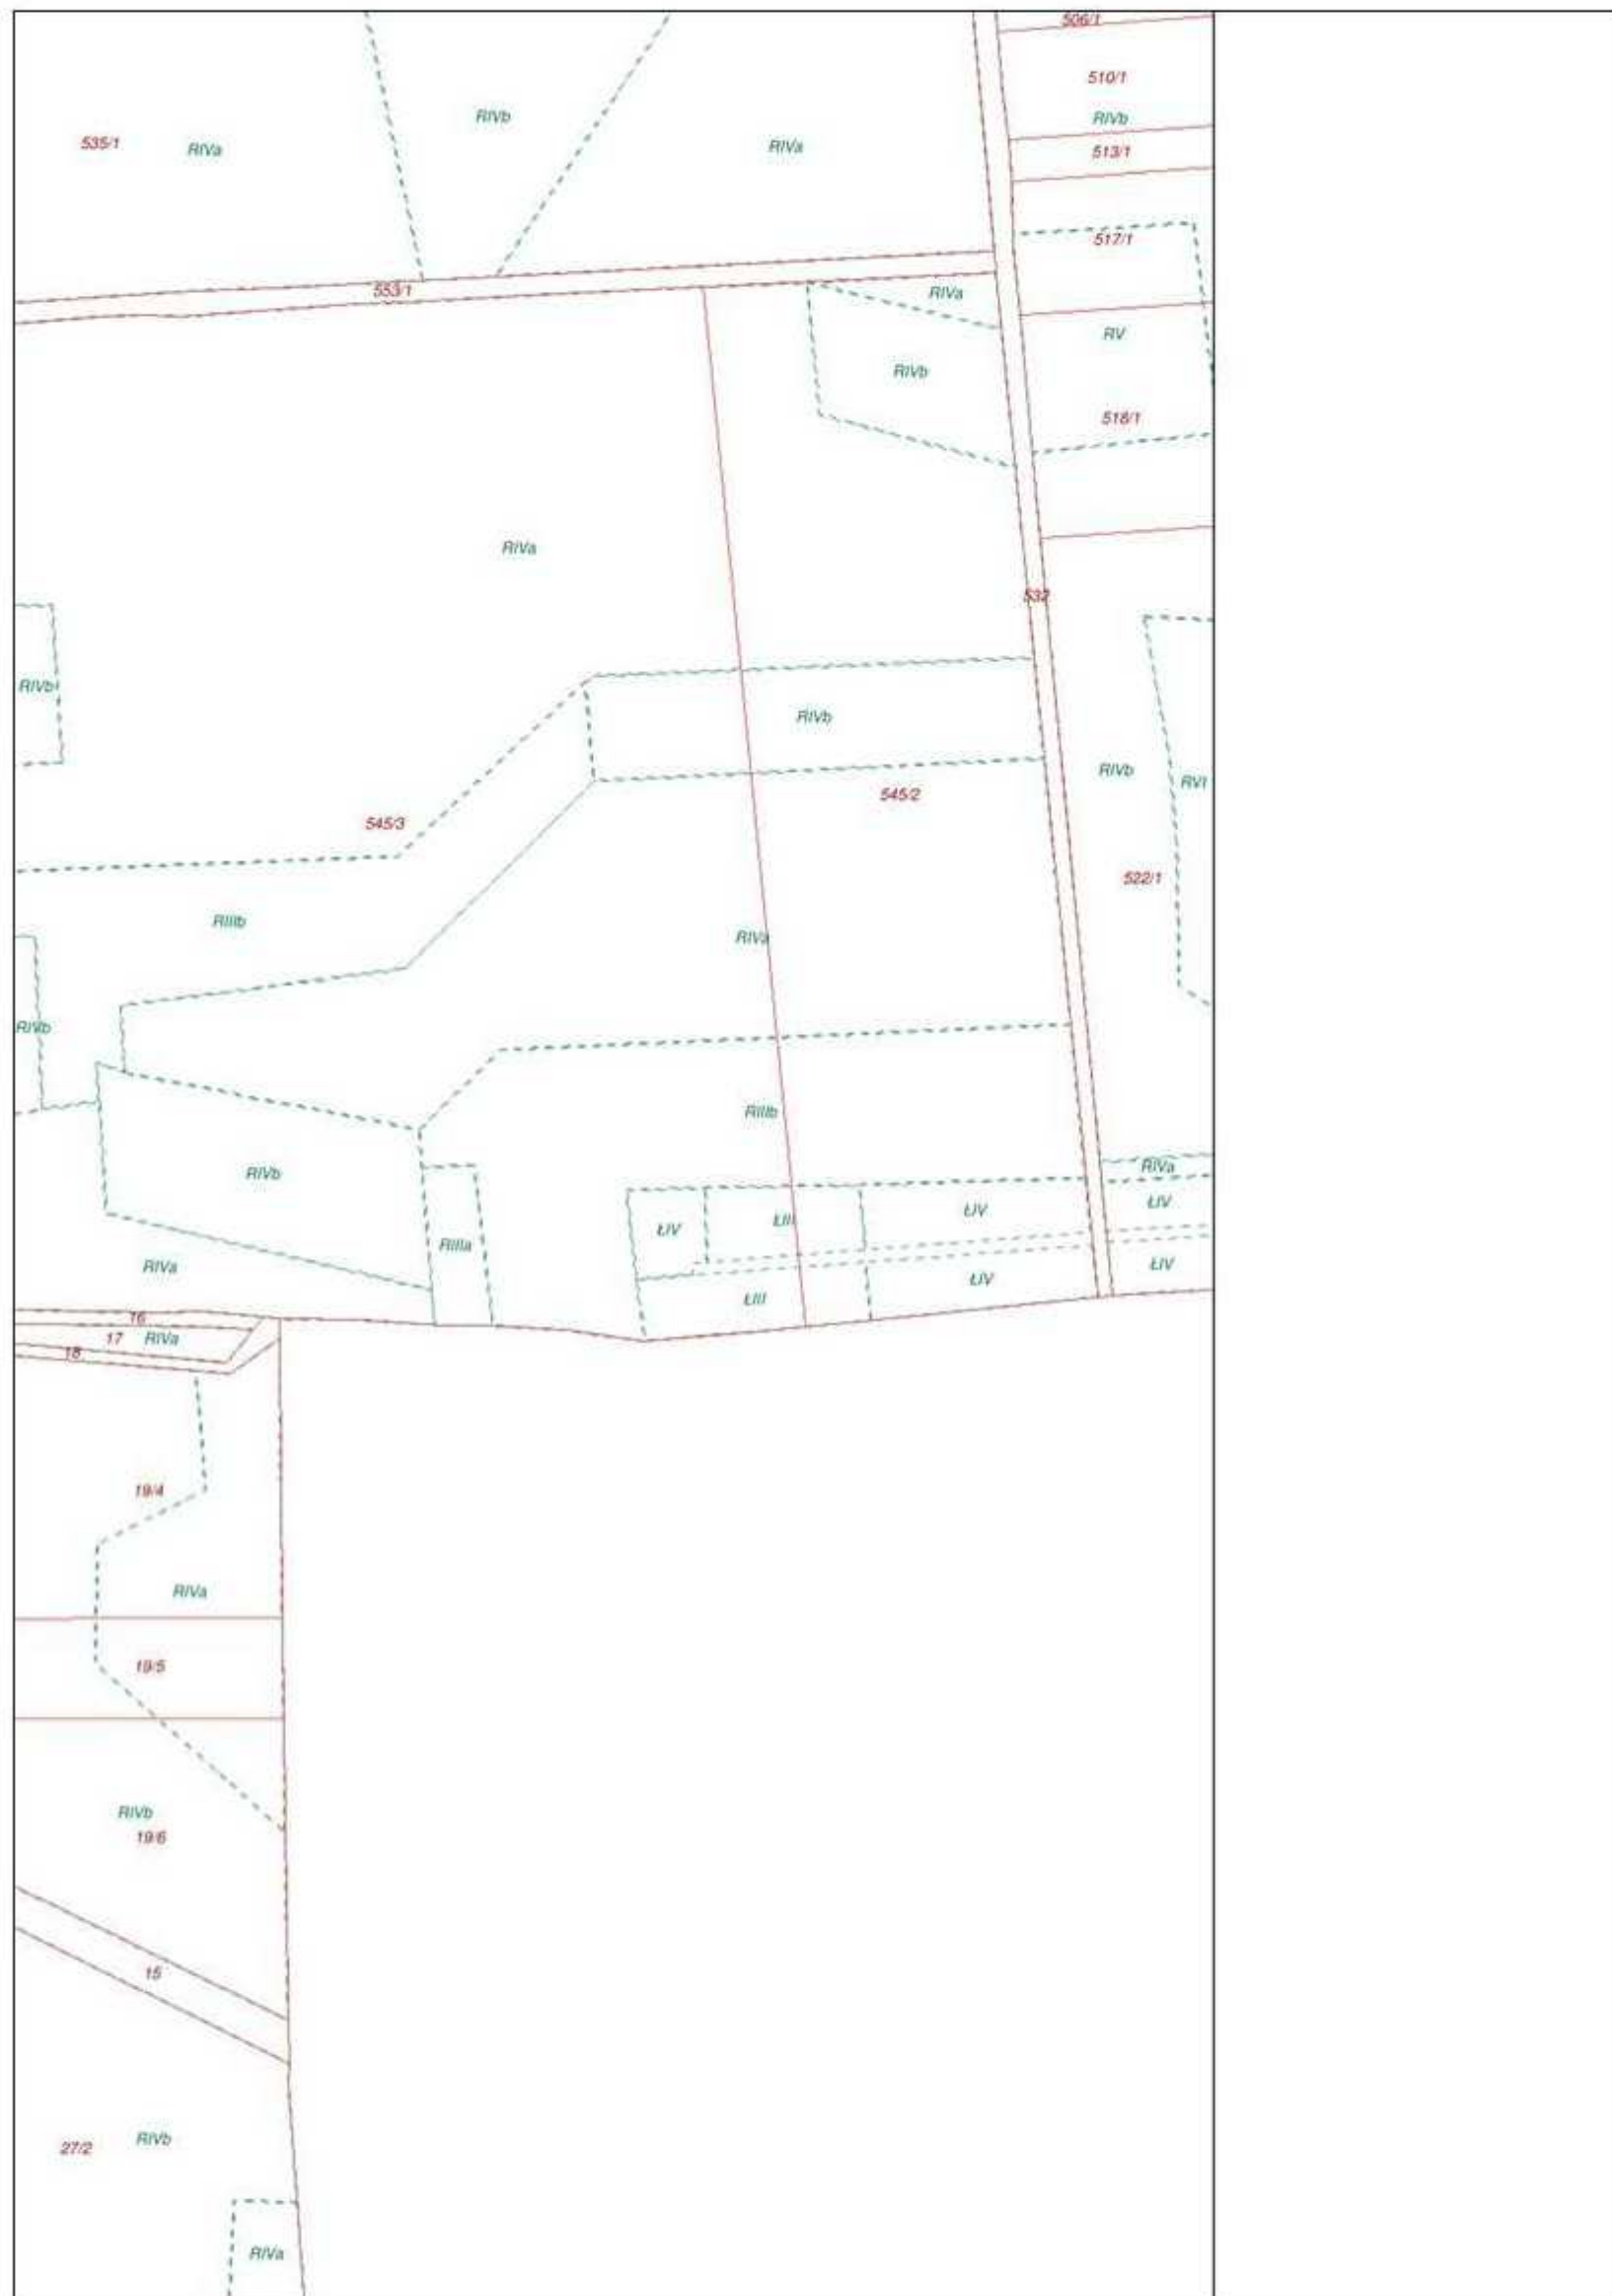 506/1
510/1
RIVb
RIVb
535/1
RIVa
RIVa
513/1
517/1
553/1
RIVa
RV
RIVb
518/1
RIVa
532
RIVb
RIVb
RIVb
RVI
545/2
545/3
522/1
RIIIb
RIVa
RIVb
RIIIb
RIVa
RIVb
ŁIV
ŁIV
ŁIII
ŁIV
RIIIa
ŁIV
RIVa
ŁIV
ŁIII
16
17
RIVa
18
19/4
RIVa
19/5
RIVb
19/6
15
RIVb
27/2
RIVa